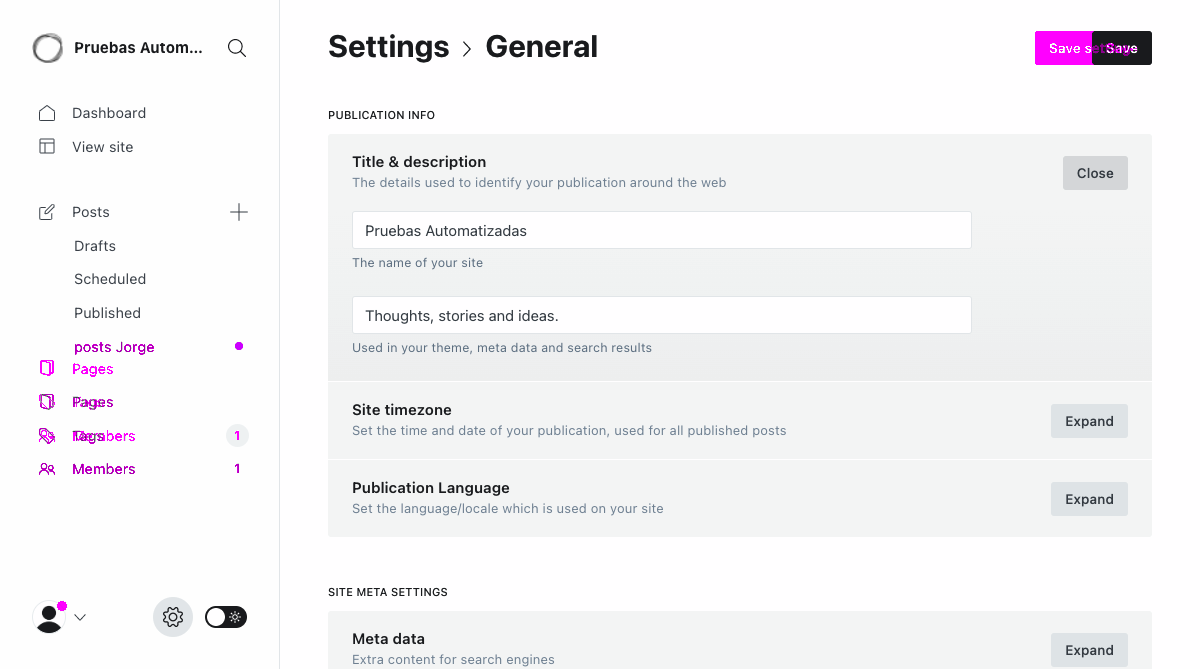 Pruebas Autom...
Dashboard
View site
Posts
Drafts
Scheduled
Published
posts Jorge
Pages
Pages
Members 1
Members 1
Settings › General
Save settings Save
PUBLICATION INFO
Title & description
The details used to identify your publication around the web
Close
Pruebas Automatizadas
The name of your site
Thoughts, stories and ideas.
Used in your theme, meta data and search results
Site timezone
Set the time and date of your publication, used for all published posts
Expand
Publication Language
Set the language/locale which is used on your site
Expand
SITE META SETTINGS
Meta data
Extra content for search engines
Expand